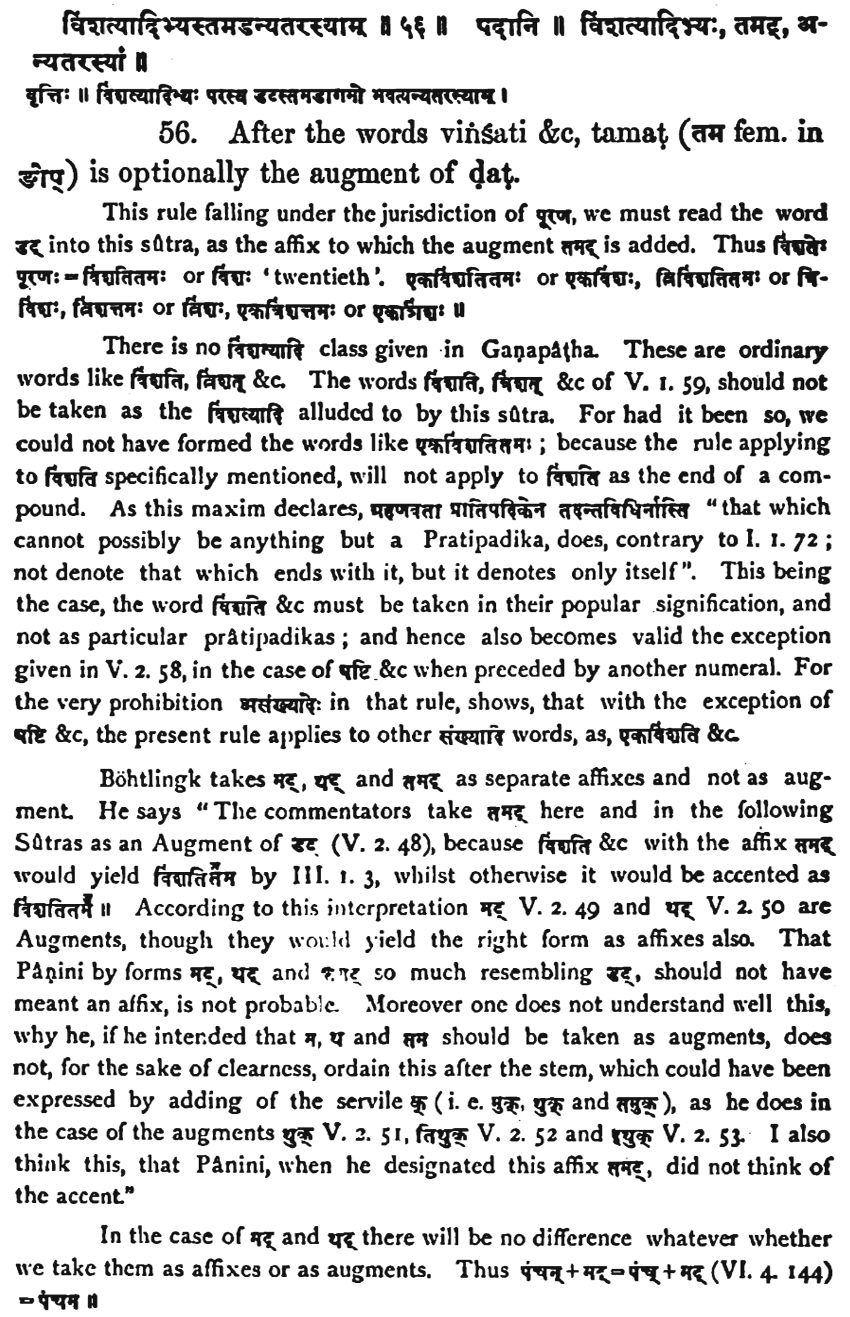 विंशत्यादिभ्यस्तमडन्यतरस्याम् ॥ ५६ ॥ पदानि ॥ विंशत्यादिभ्यः, तमट्, अ-
न्यतरस्यां ॥
वृत्तिः ॥ विंशत्यादिभ्यः परस्य डटस्तमडागमो भवत्यन्यतरस्याम् ।
56. After the words viṅśati &c, tamaṭ (तम fem. in
ङीप्) is optionally the augment of ḍaṭ.
This rule falling under the jurisdiction of पूरण, we must read the word
डट् into this sûtra, as the affix to which the augment तमट् is added. Thus विंशतेः
पूरणः = विंशतितमः or विंशः 'twentieth'. एकविंशतितमः or एकविंशः, त्रिविंशतितमः or त्रि-
विंशः, त्रिंशत्तमः or त्रिंशः, एकत्रिंशत्तमः or एकत्रिंशः ॥
There is no विंशत्यादि class given in Gaṇapâṭha. These are ordinary
words like विंशति, त्रिंशत् &c. The words विंशति, त्रिंशत् &c of V. 1. 59, should not
be taken as the विंशत्यादि alluded to by this sûtra. For had it been so, we
could not have formed the words like एकविंशतितमः ; because the rule applying
to विंशति specifically mentioned, will not apply to विंशति as the end of a com-
pound. As this maxim declares, ग्रहणवता प्रातिपदिकेन तदन्तविधिर्नास्ति "that which
cannot possibly be anything but a Pratipadika, does, contrary to I. 1. 72 ;
not denote that which ends with it, but it denotes only itself". This being
the case, the word विंशति &c must be taken in their popular signification, and
not as particular prâtipadikas ; and hence also becomes valid the exception
given in V. 2. 58, in the case of षष्टि &c when preceded by another numeral. For
the very prohibition असंख्यादेः in that rule, shows, that with the exception of
षष्टि &c, the present rule applies to other संख्यादि words, as, एकविंशति &c.
Böhtlingk takes मट्, थट् and तमट् as separate affixes and not as aug-
ment. He says "The commentators take तमट् here and in the following
Sûtras as an Augment of डट (V. 2. 48), because विंशति &c with the affix तमट्
would yield विंशतितम by III. 1. 3, whilst otherwise it would be accented as
विंशतितम ॥ According to this interpretation मट् V. 2. 49 and थट् V. 2. 50 are
Augments, though they would yield the right form as affixes also. That
Pâṇini by forms मट्, थट् and तमट् so much resembling डट्, should not have
meant an affix, is not probable. Moreover one does not understand well this,
why he, if he intended that म, थ and तम should be taken as augments, does
not, for the sake of clearness, ordain this after the stem, which could have been
expressed by adding of the servile क् ( i. e. मुक्, थुक् and तमुक् ), as he does in
the case of the augments थुक् V. 2. 51, तिथुक् V. 2. 52 and इथुक् V. 2. 53. I also
think this, that Pânini, when he designated this affix तमट्, did not think of
the accent."
In the case of मट् and थट् there will be no difference whatever whether
we take them as affixes or as augments. Thus पंचन् + मट् = पंच् + मट् (VI. 4. 144)
= पंचम ॥